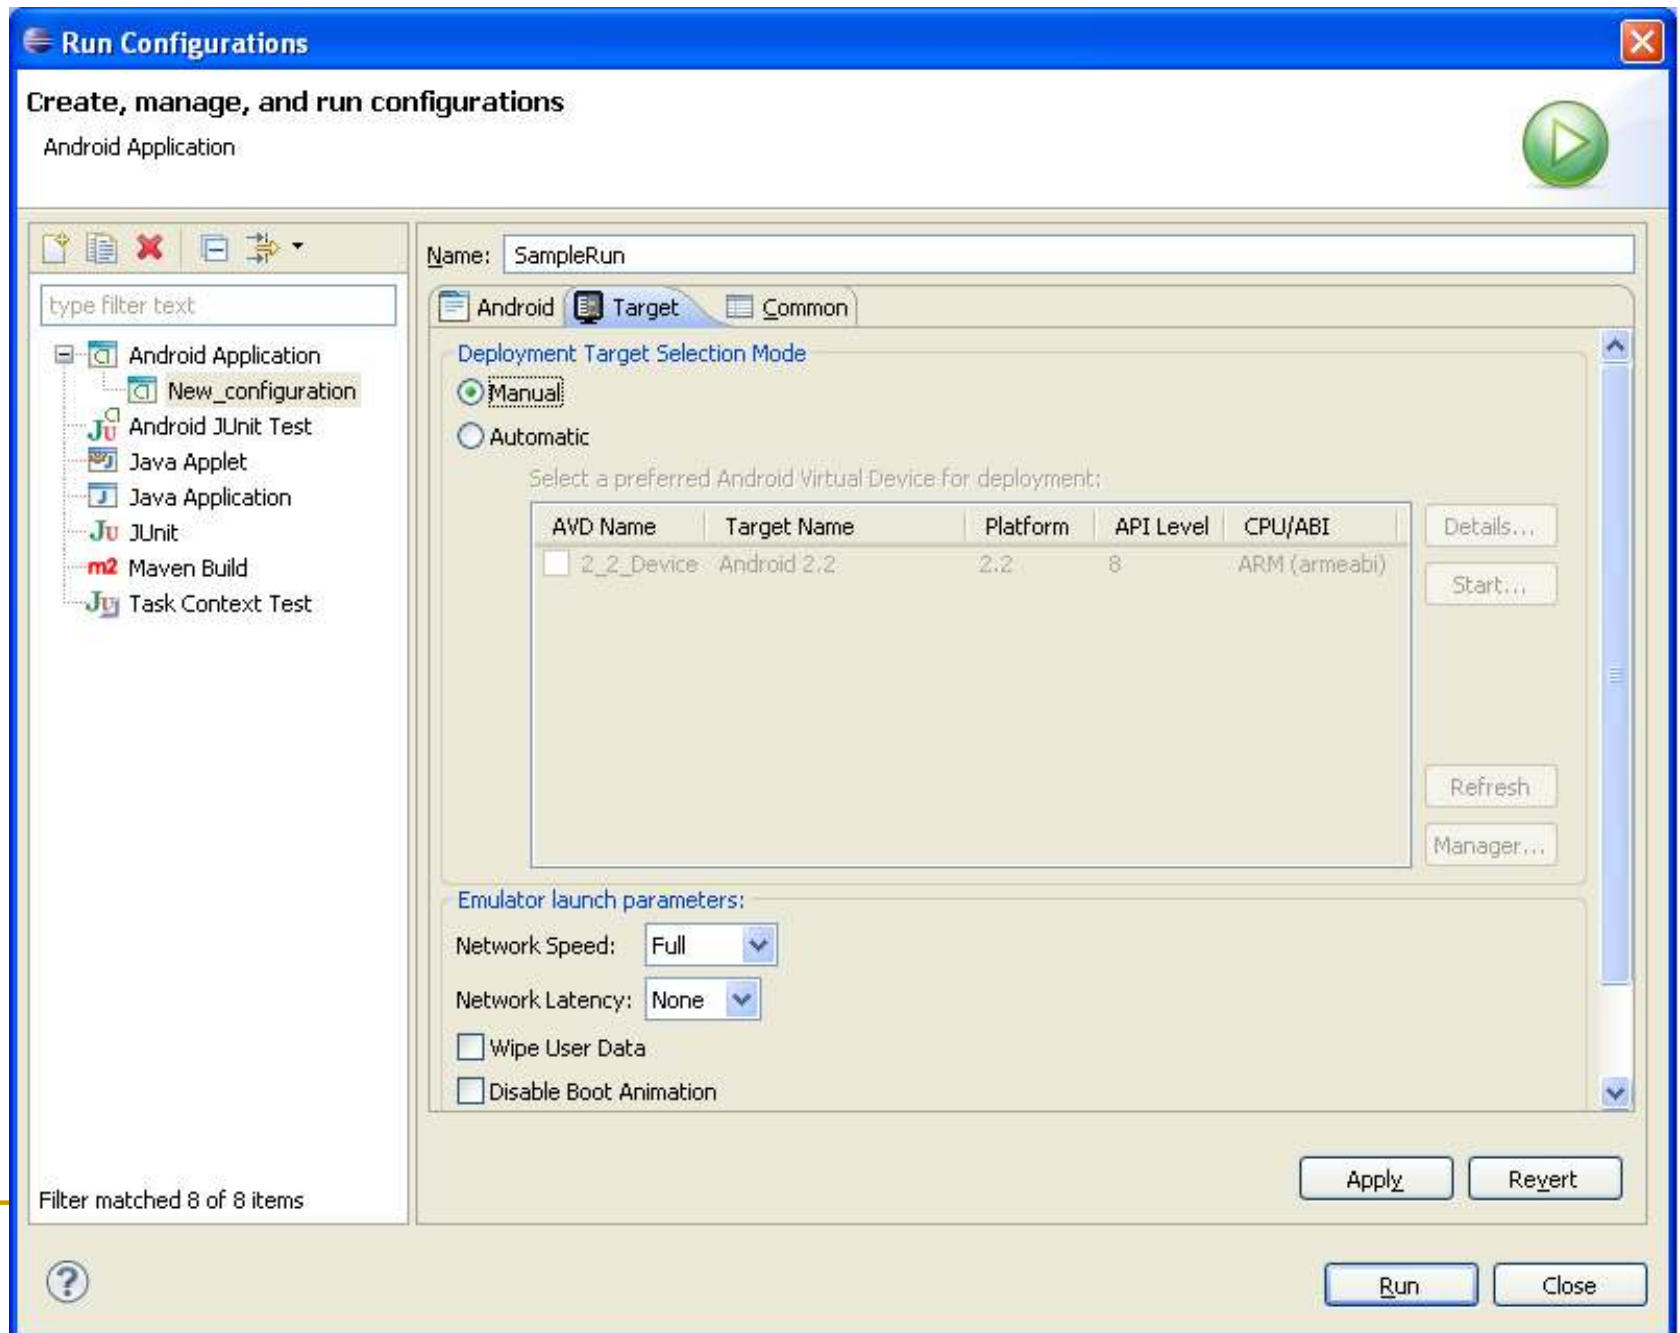 Run Configurations
Create, manage, and run configurations
Android Application
type filter text
Android Application
New_configuration
Android JUnit Test
Java Applet
Java Application
JUnit
Maven Build
Task Context Test
Filter matched 8 of 8 items
Name: SampleRun
Android Target Common
Deployment Target Selection Mode
Manual
Automatic
Select a preferred Android Virtual Device for deployment:
AVD Name Target Name Platform API Level CPU/ABI
2_2_Device Android 2.2 2.2 8 ARM (armeabi)
Details...
Start...
Refresh
Manager...
Emulator launch parameters:
Network Speed: Full
Network Latency: None
Wipe User Data
Disable Boot Animation
Apply Revert
Run Close